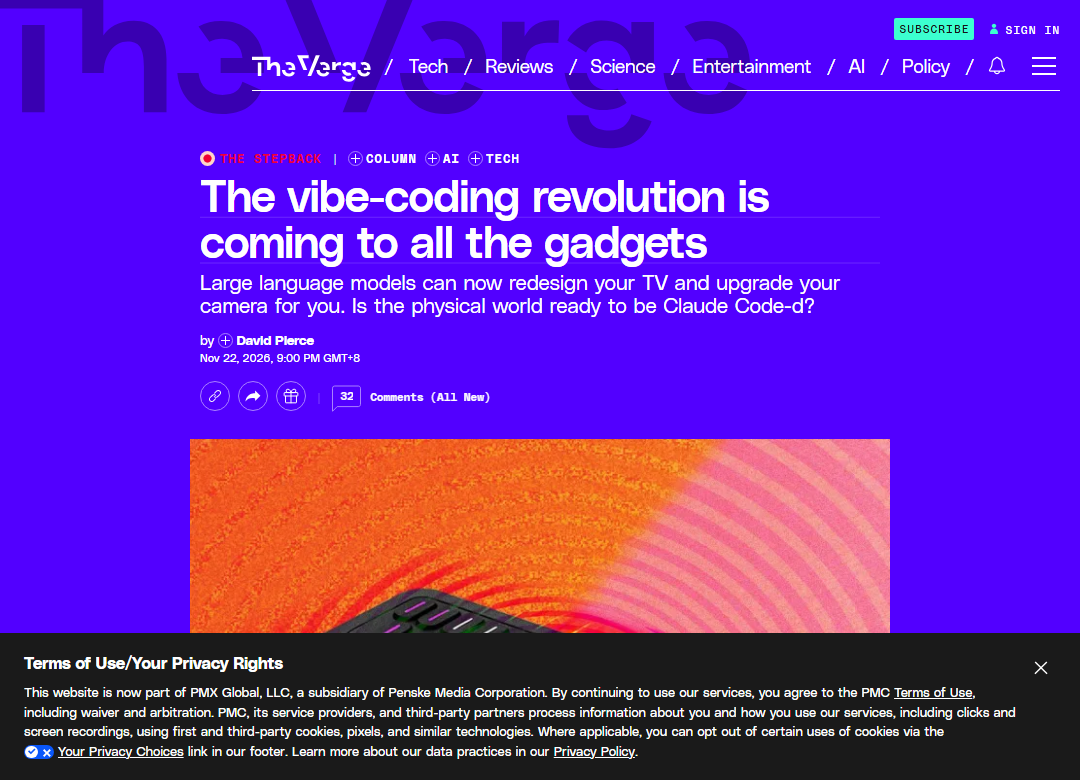 The Verge
SUBSCRIBE SIGN IN
The Verge / Tech / Reviews / Science / Entertainment / AI / Policy /
THE STEPBACK | COLUMN AI TECH
The vibe-coding revolution is
coming to all the gadgets
Large language models can now redesign your TV and upgrade your
camera for you. Is the physical world ready to be Claude Code-d?
by David Pierce
Nov 22, 2026, 9:00 PM GMT+8
32 Comments (All New)
Terms of Use/Your Privacy Rights
This website is now part of PMX Global, LLC, a subsidiary of Penske Media Corporation. By continuing to use our services, you agree to the PMC Terms of Use,
including waiver and arbitration. PMC, its service providers, and third-party partners process information about you and how you use our services, including clicks and
screen recordings, using first and third-party cookies, pixels, and similar technologies. Where applicable, you can opt out of certain uses of cookies via the
Your Privacy Choices link in our footer. Learn more about our data practices in our Privacy Policy.